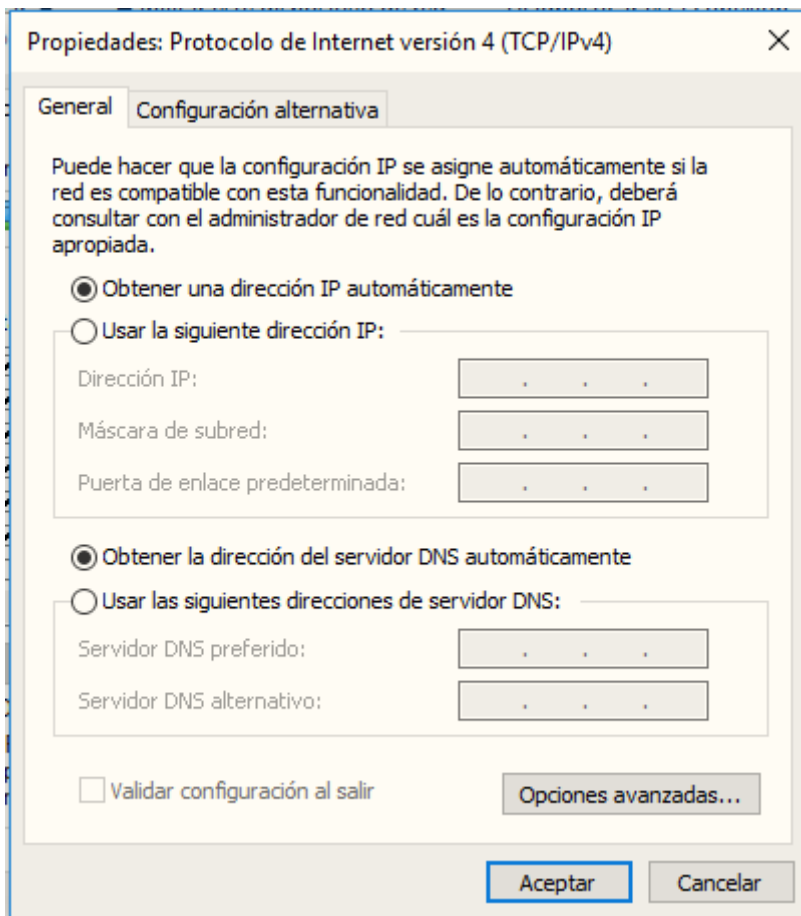 Propiedades: Protocolo de Internet versión 4 (TCP/IPv4)
General
Configuración alternativa
Puede hacer que la configuración IP se asigne automáticamente si la
red es compatible con esta funcionalidad. De lo contrario, deberá
consultar con el administrador de red cuál es la configuración IP
apropiada.
Obtener una dirección IP automáticamente
Usar la siguiente dirección IP:
Dirección IP:
Máscara de subred:
Puerta de enlace predeterminada:
Obtener la dirección del servidor DNS automáticamente
Usar las siguientes direcciones de servidor DNS:
Servidor DNS preferido:
Servidor DNS alternativo:
Validar configuración al salir
Opciones avanzadas...
Aceptar
Cancelar